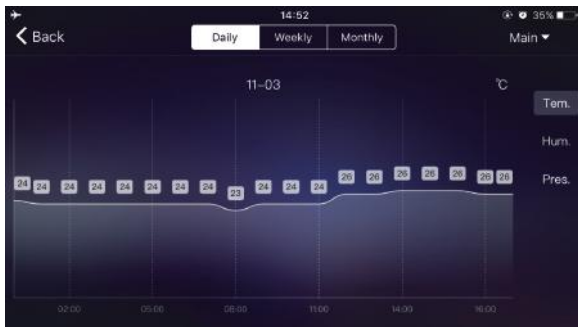 14:52
35%
Back
Daily Weekly Monthly
Main
11-03
℃
Tem.
Hum.
Pres.
24 24 24 24 24 24 24 24 23 24 24 24 26 26 26 26 26 26 26
02:00 05:00 08:00 11:00 14:00 16:00